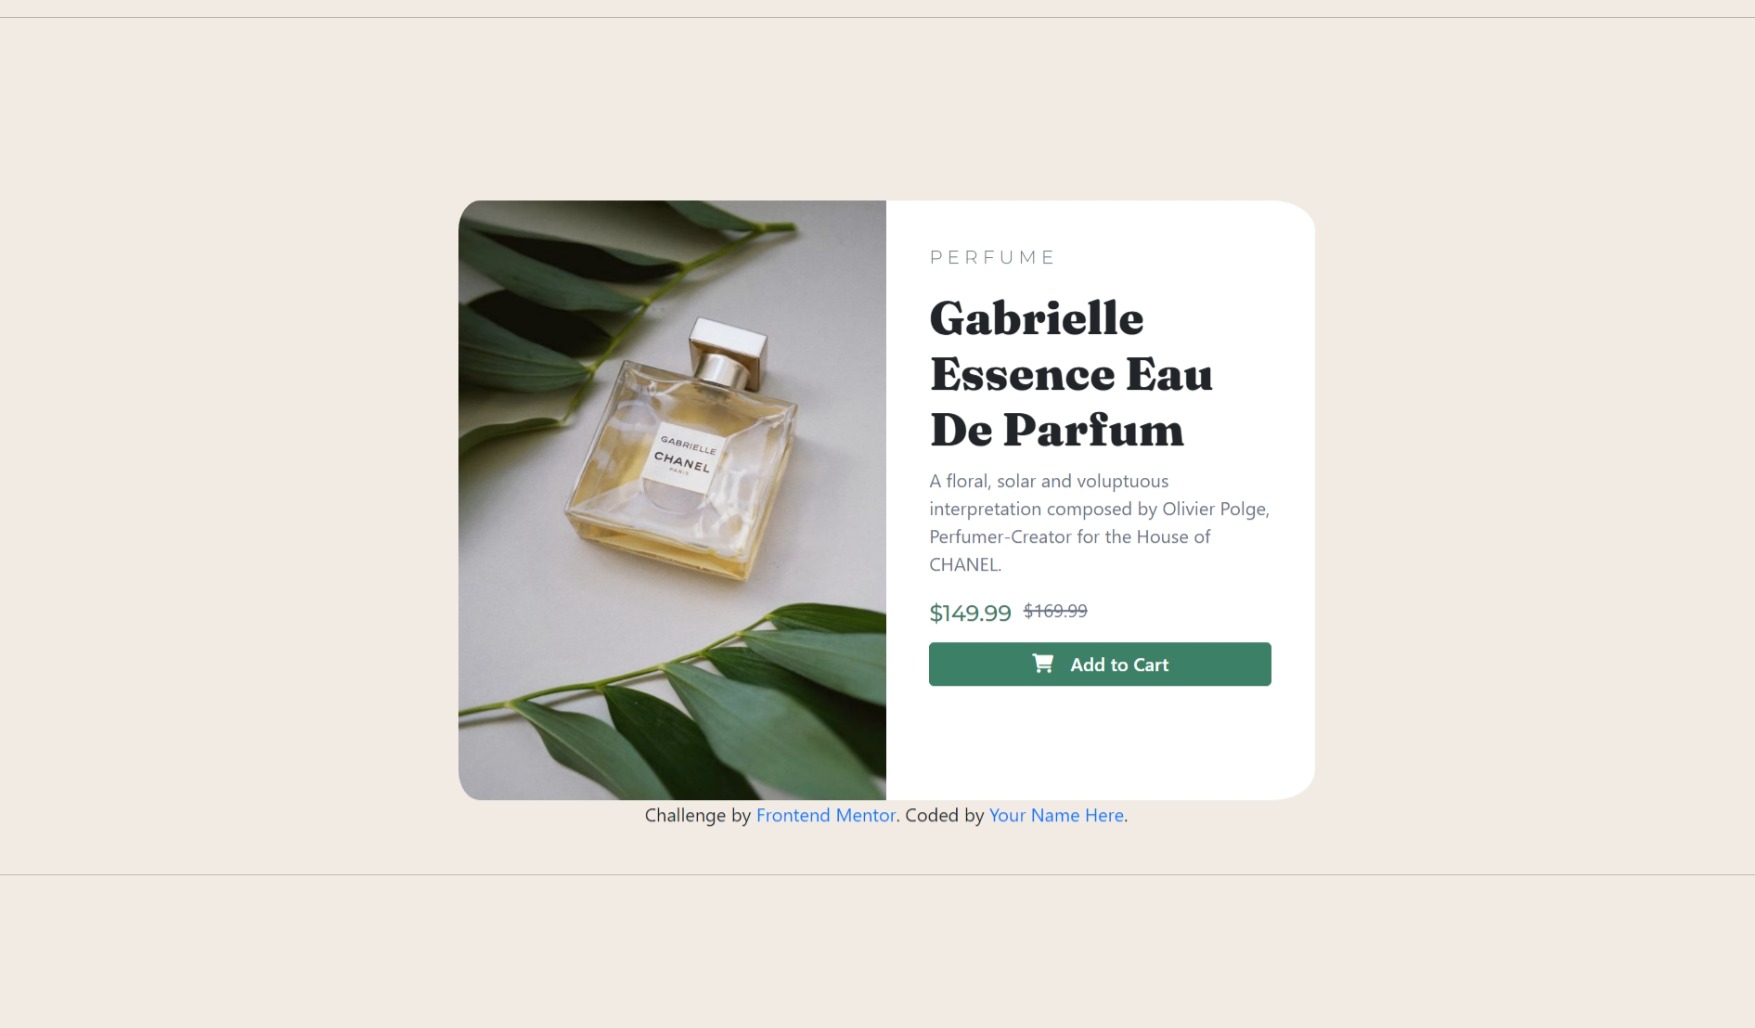 PERFUME
Gabrielle
Essence Eau
De Parfum
A floral, solar and voluptuous
interpretation composed by Olivier Polge,
Perfumer-Creator for the House of
CHANEL.
$149.99 $169.99
Add to Cart
GABRIELLE
CHANEL
PARIS
Challenge by Frontend Mentor. Coded by Your Name Here.